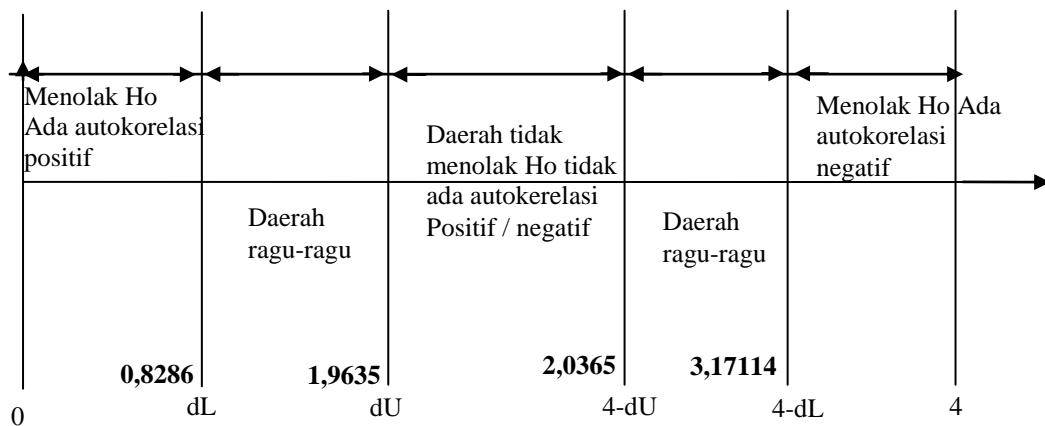 Menolak Ho
Ada autokorelasi
positif
Daerah
ragu-ragu
Daerah tidak
menolak Ho tidak
ada autokerelasi
Positif / negatif
Daerah
ragu-ragu
Menolak Ho Ada
autokorelasi
negatif
0,8286
1,9635
2,0365
3,17114
0
dL
dU
4-dU
4-dL
4